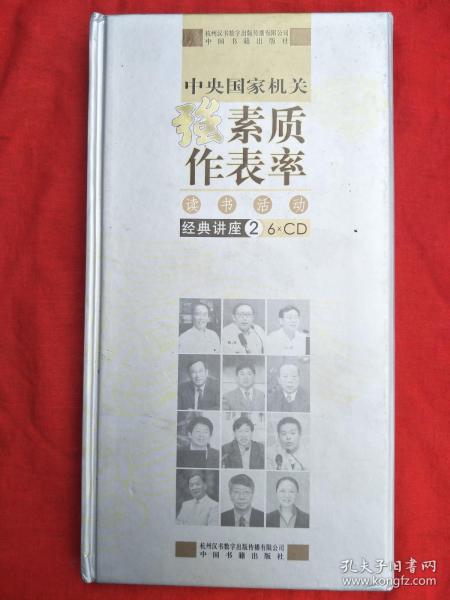 杭州汉书数字出版传播有限公司
中国书籍出版社
中央国家机关
强素质
作表率
读书活动
经典讲座2 6×CD
杭州汉书数字出版传播有限公司
中国书籍出版社
孔夫子旧书网
www.kongfz.com